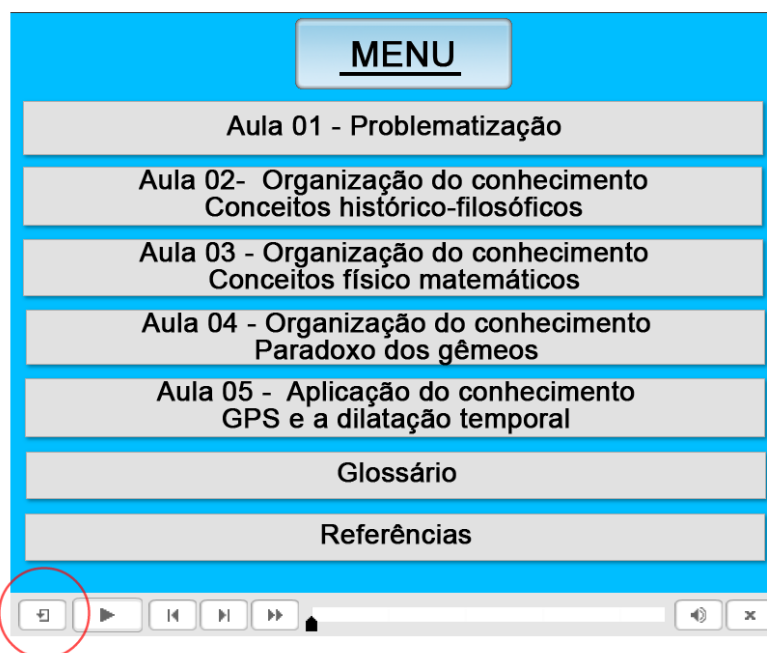 MENU
Aula 01 - Problematização
Aula 02- Organização do conhecimento
Conceitos histórico-filosóficos
Aula 03 - Organização do conhecimento
Conceitos físico matemáticos
Aula 04 - Organização do conhecimento
Paradoxo dos gêmeos
Aula 05 - Aplicação do conhecimento
GPS e a dilatação temporal
Glossário
Referências